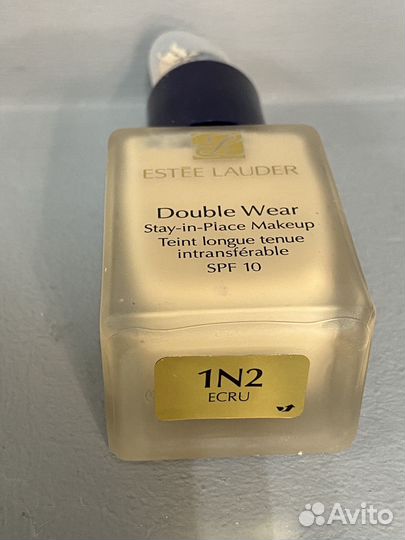 ESTĒE LAUDER
Double Wear
Stay-in-Place Makeup
Teint longue tenue
intransférable
SPF 10
1N2
ECRU
Avito